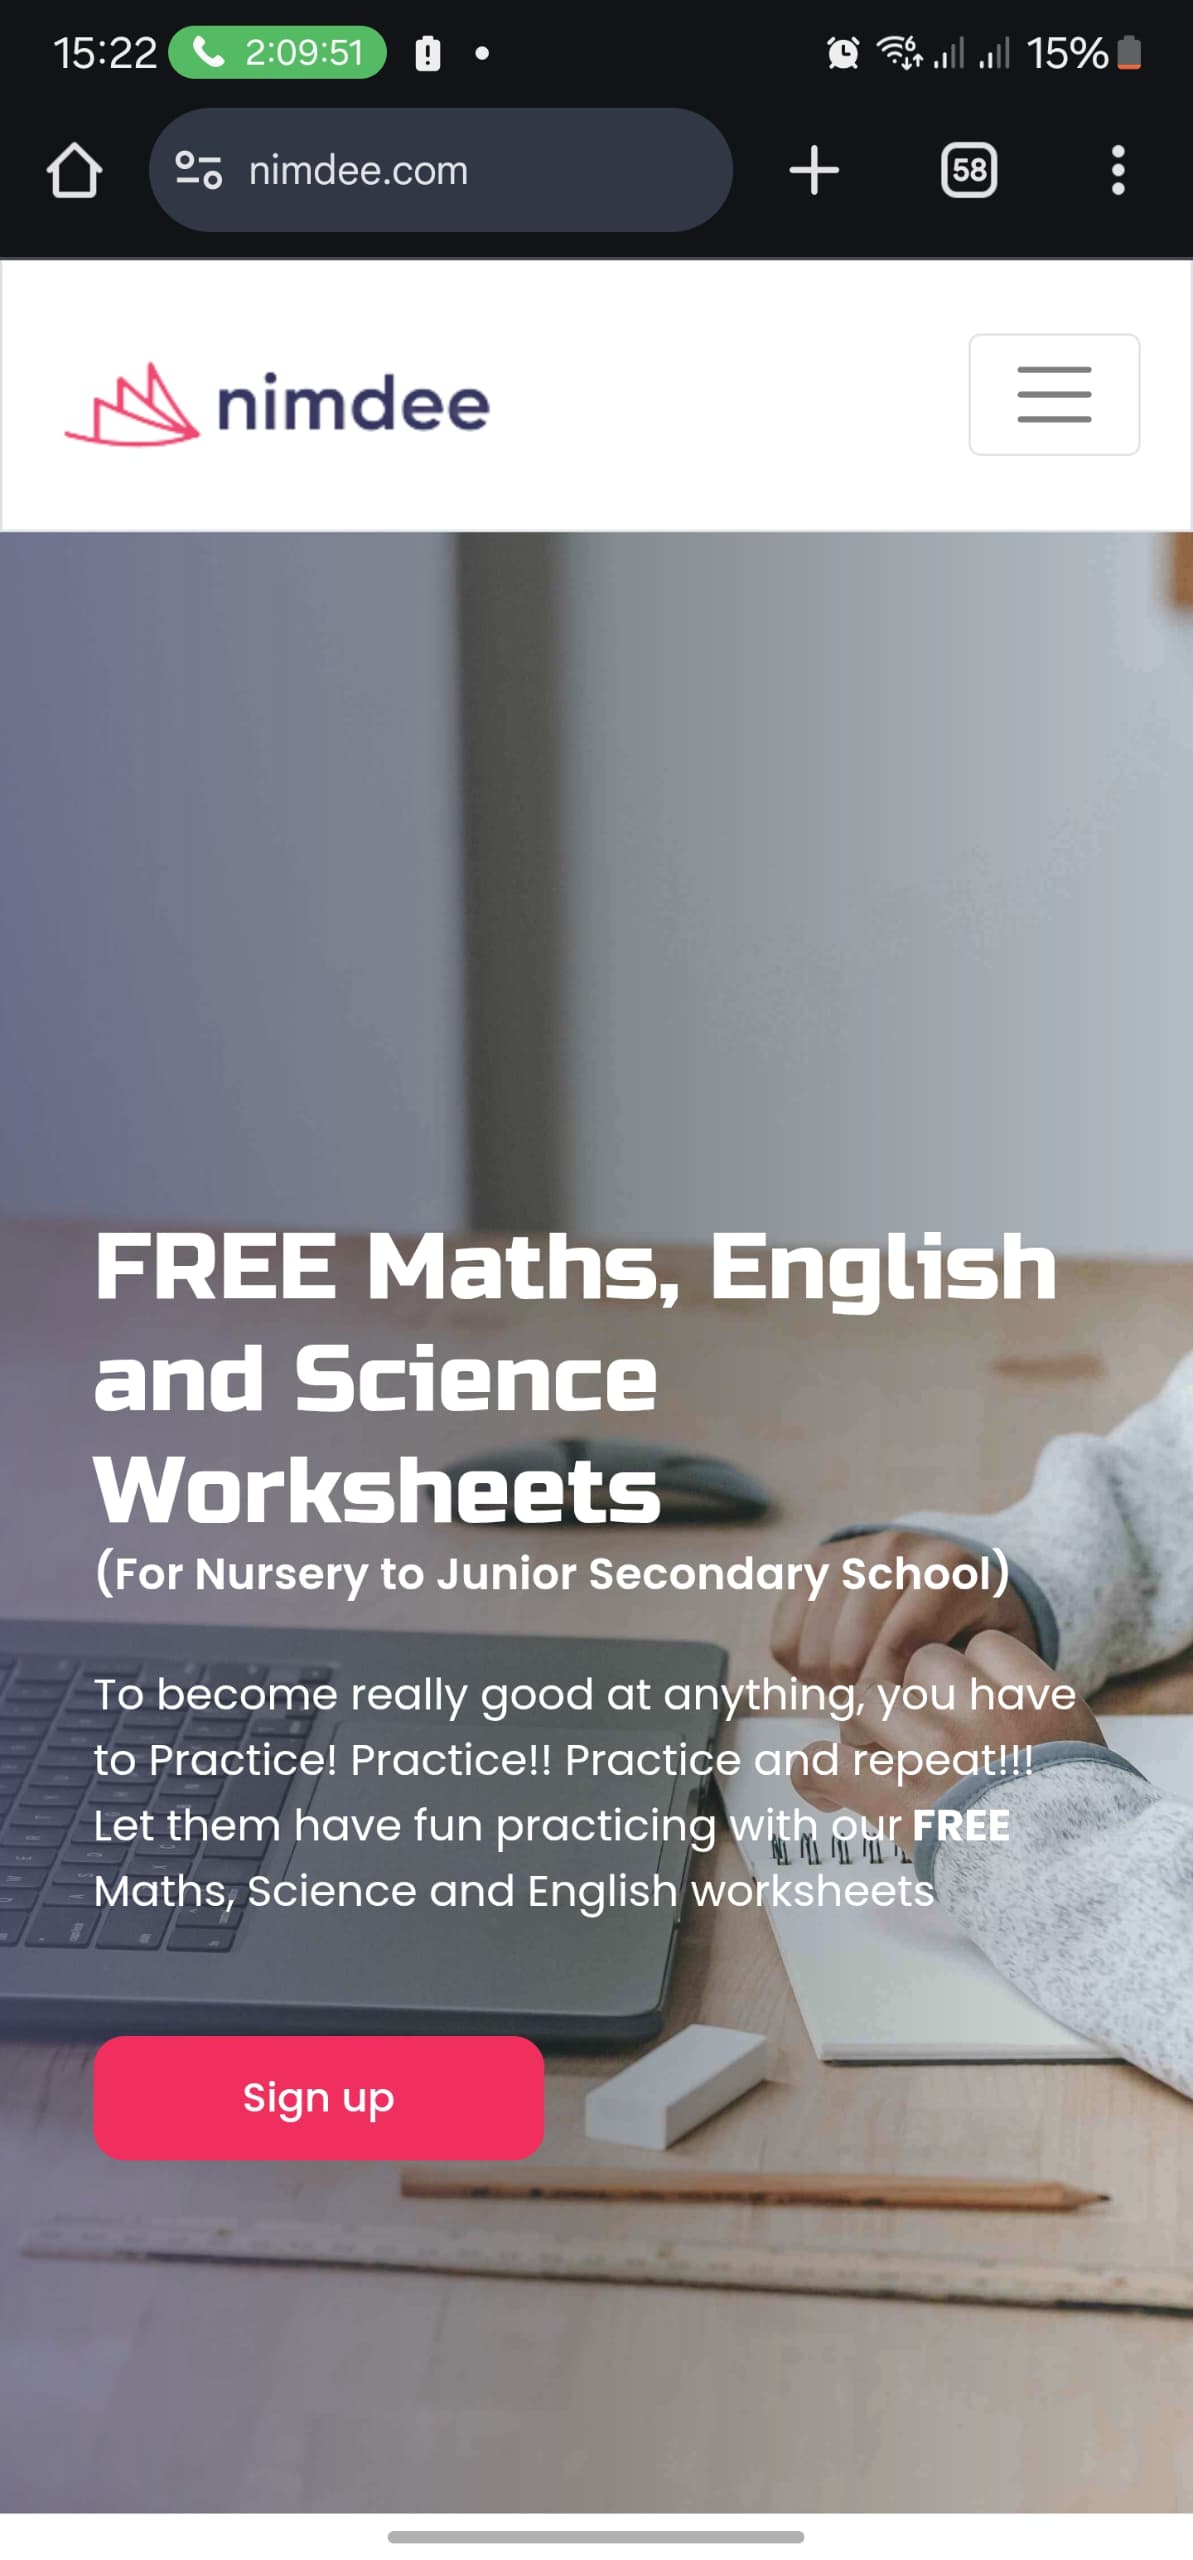 15:22 2:09:51 15%
nimdee.com 58
nimdee
FREE Maths, English
and Science
Worksheets
(For Nursery to Junior Secondary School)
To become really good at anything, you have
to Practice! Practice!! Practice and repeat!!!
Let them have fun practicing with our FREE
Maths, Science and English worksheets
Sign up